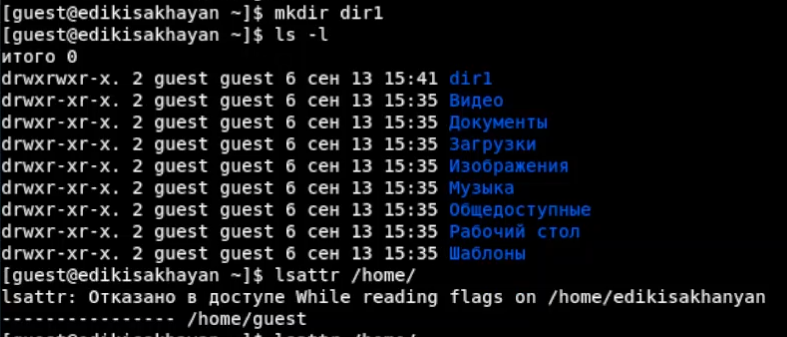 [guest@edikisakhayan ~]$ mkdir dir1
[guest@edikisakhayan ~]$ ls -l
итого 0
drwxrwxr-x. 2 guest guest 6 сен 13 15:41 dir1
drwxr-xr-x. 2 guest guest 6 сен 13 15:35 Видео
drwxr-xr-x. 2 guest guest 6 сен 13 15:35 Документы
drwxr-xr-x. 2 guest guest 6 сен 13 15:35 Загрузки
drwxr-xr-x. 2 guest guest 6 сен 13 15:35 Изображения
drwxr-xr-x. 2 guest guest 6 сен 13 15:35 Музыка
drwxr-xr-x. 2 guest guest 6 сен 13 15:35 Общедоступные
drwxr-xr-x. 2 guest guest 6 сен 13 15:35 Рабочий стол
drwxr-xr-x. 2 guest guest 6 сен 13 15:35 Шаблоны
[guest@edikisakhayan ~]$ lsattr /home/
lsattr: Отказано в доступе While reading flags on /home/edikisakhanyan
---------------- /home/guest
[guest@edikisakhayan ~]$ lsattr /home/